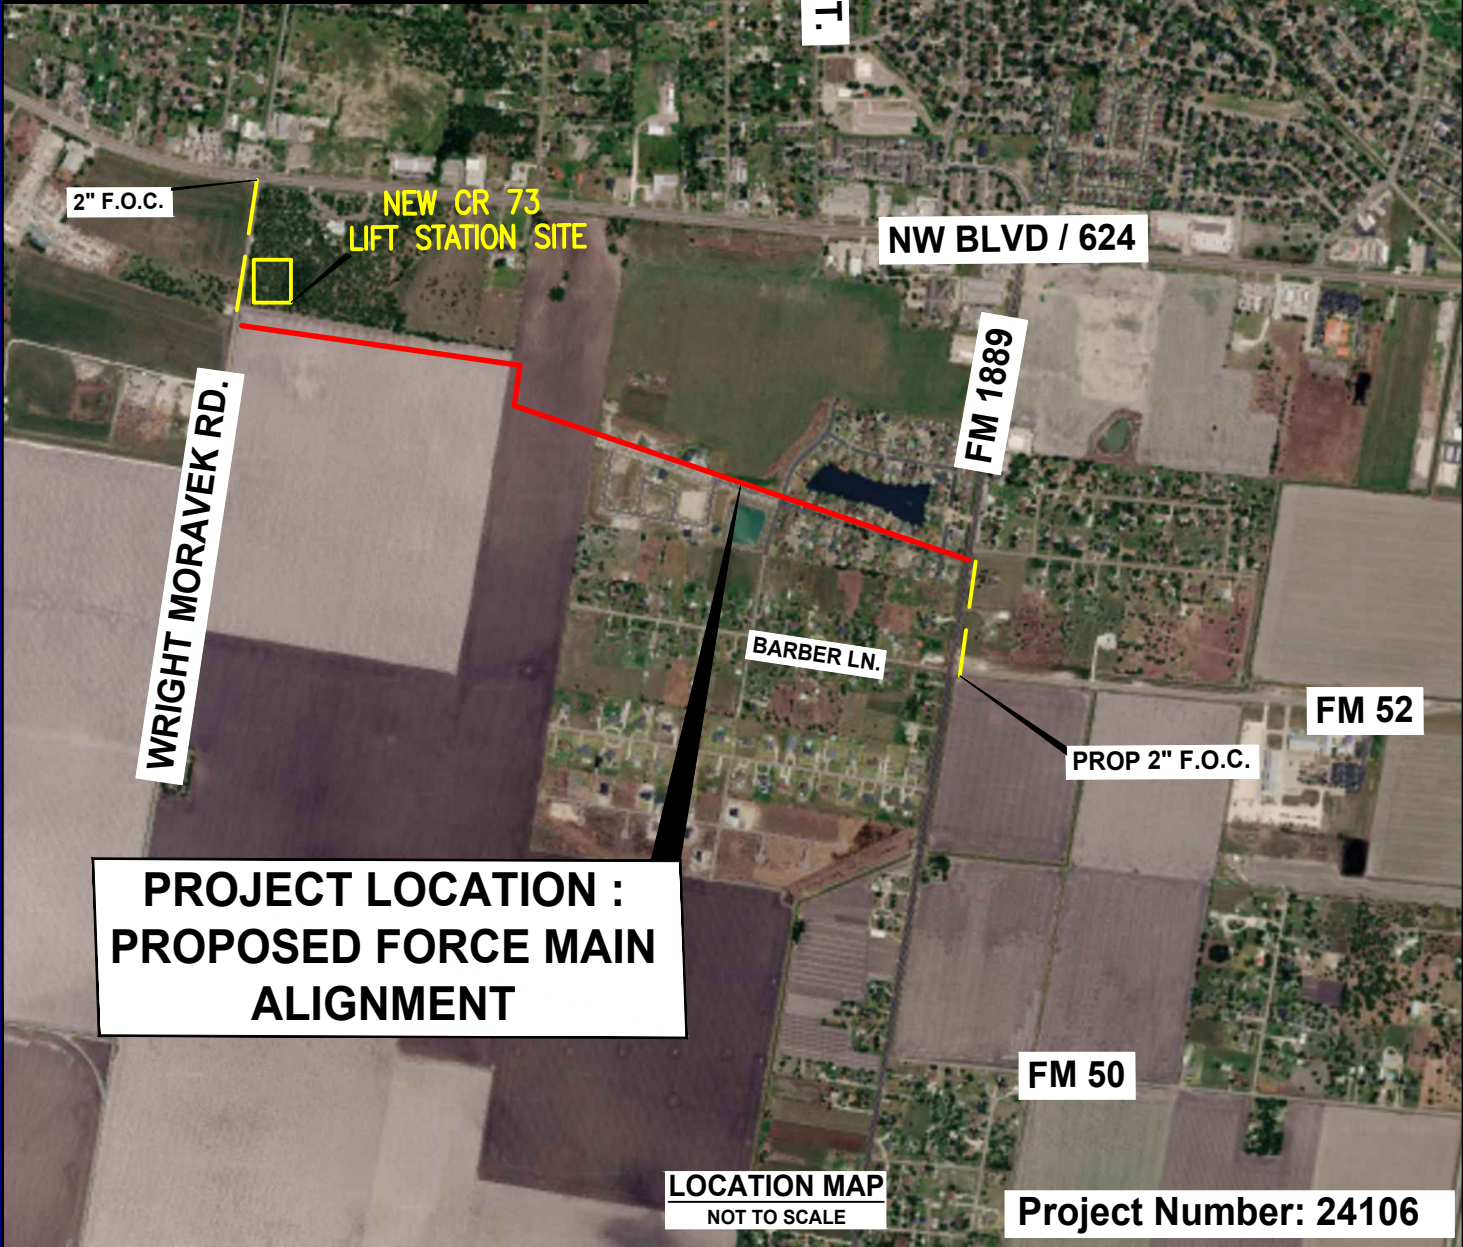 T.
2" F.O.C.
NEW CR 73
LIFT STATION SITE
NW BLVD / 624
FM 1889
WRIGHT MORAVEK RD.
BARBER LN.
FM 52
PROP 2" F.O.C.
PROJECT LOCATION :
PROPOSED FORCE MAIN
ALIGNMENT
FM 50
LOCATION MAP
NOT TO SCALE
Project Number: 24106